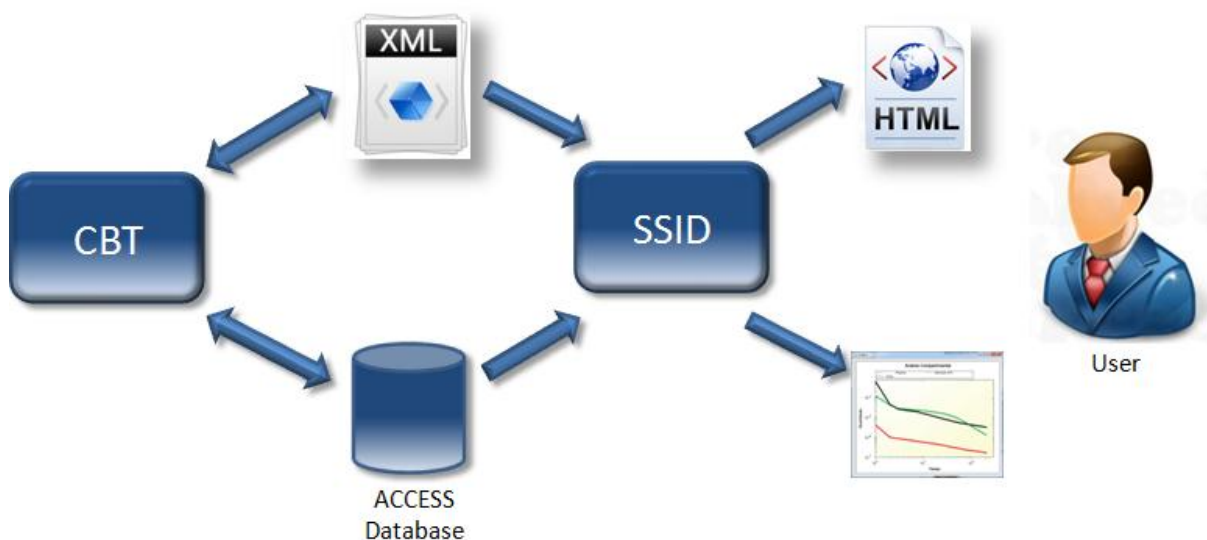 XML
HTML
CBT
SSID
User
ACCESS
Database